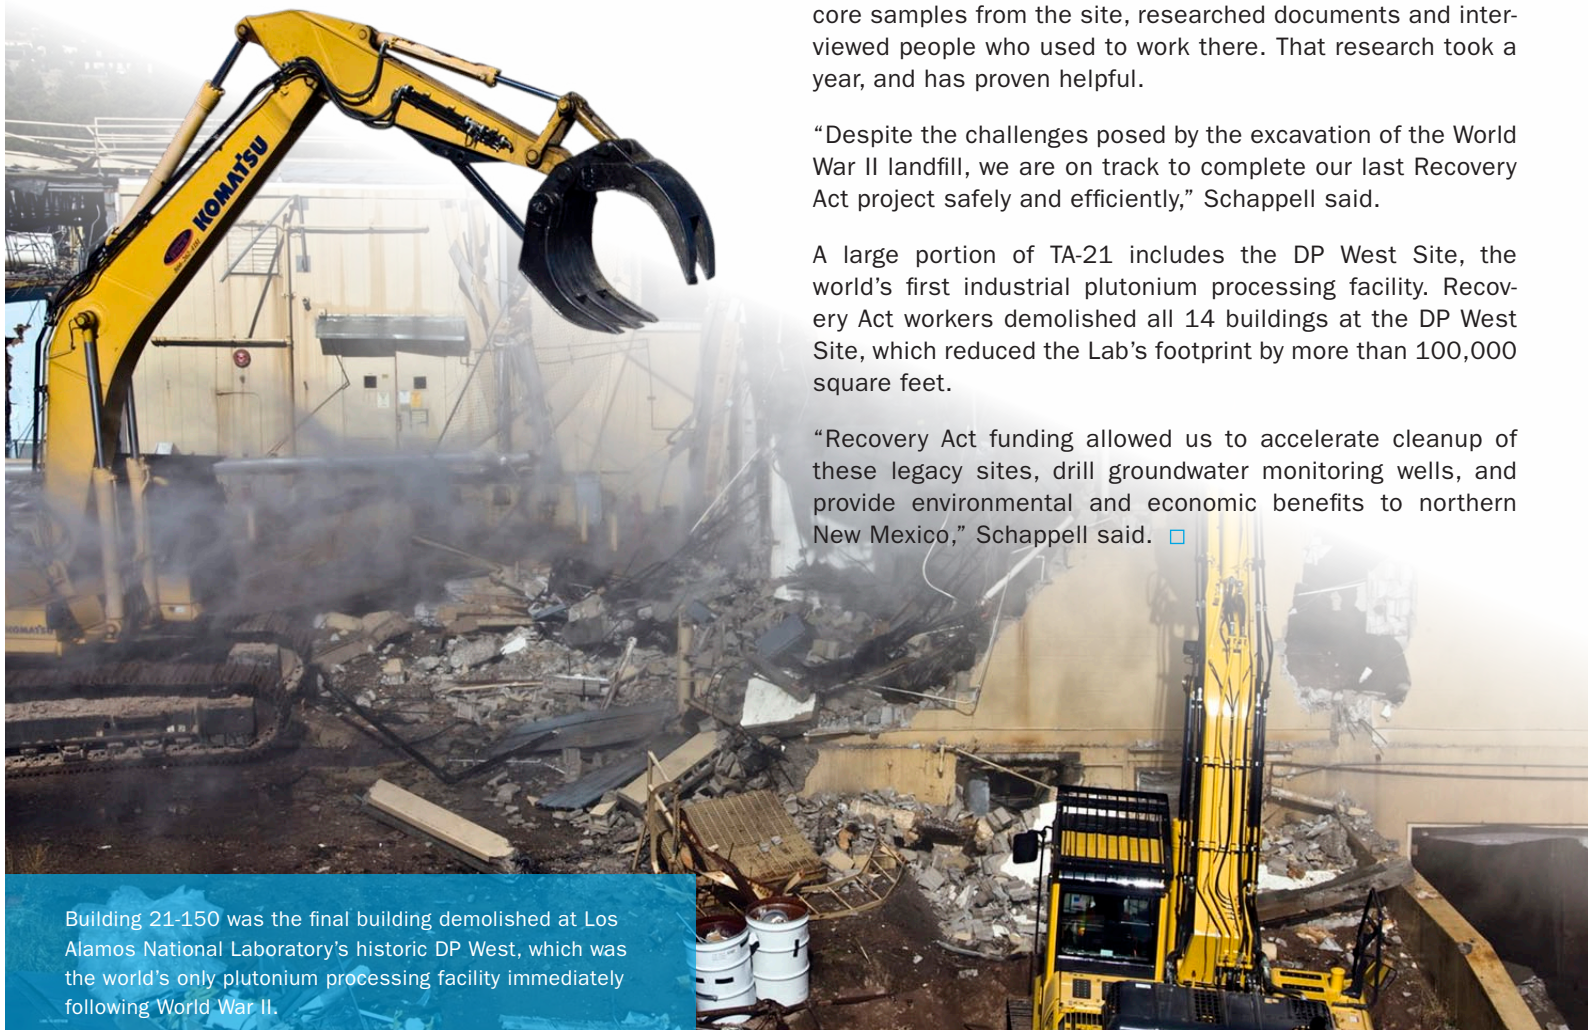 core samples from the site, researched documents and inter-
viewed people who used to work there. That research took a
year, and has proven helpful.
“Despite the challenges posed by the excavation of the World
War II landfill, we are on track to complete our last Recovery
Act project safely and efficiently,” Schappell said.
A large portion of TA-21 includes the DP West Site, the
world’s first industrial plutonium processing facility. Recov-
ery Act workers demolished all 14 buildings at the DP West
Site, which reduced the Lab’s footprint by more than 100,000
square feet.
“Recovery Act funding allowed us to accelerate cleanup of
these legacy sites, drill groundwater monitoring wells, and
provide environmental and economic benefits to northern
New Mexico,” Schappell said.
KOMATSU
Building 21-150 was the final building demolished at Los
Alamos National Laboratory’s historic DP West, which was
the world’s only plutonium processing facility immediately
following World War II.